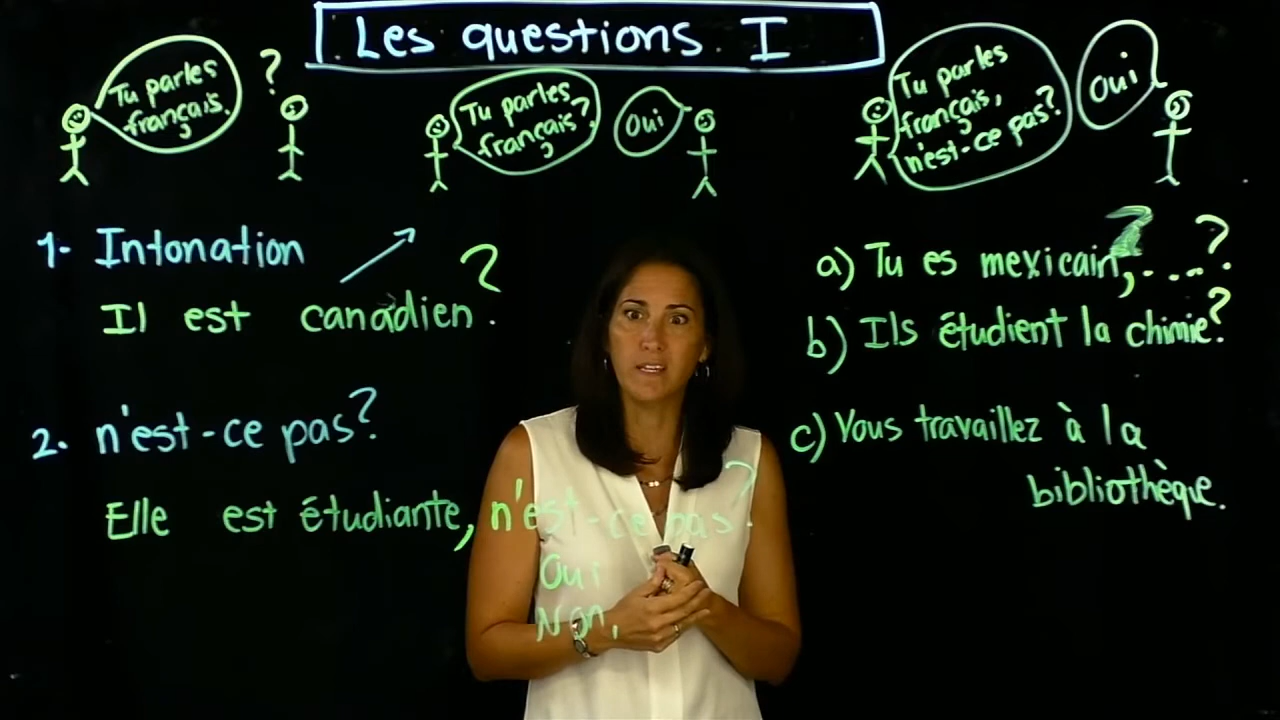 Les questions I
Tu parles
français.
?
Tu parles
français?
Oui
Tu parles
français,
n'est-ce pas?
Oui
1- Intonation
Il est canadien. ?
2. n'est-ce pas?
Elle est étudiante, n'est-ce pas?
Oui
Non,
a) Tu es mexicain, ....?
b) Ils étudient la chimie?
c) Vous travaillez à la
bibliothèque.